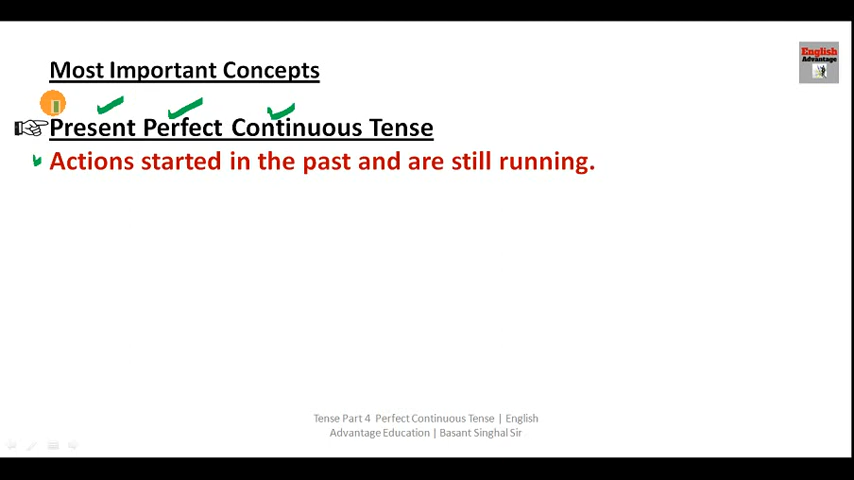 English
Advantage
Most Important Concepts
Present Perfect Continuous Tense
Actions started in the past and are still running.
Tense Part 4 Perfect Continuous Tense | English
Advantage Education | Basant Singhal Sir